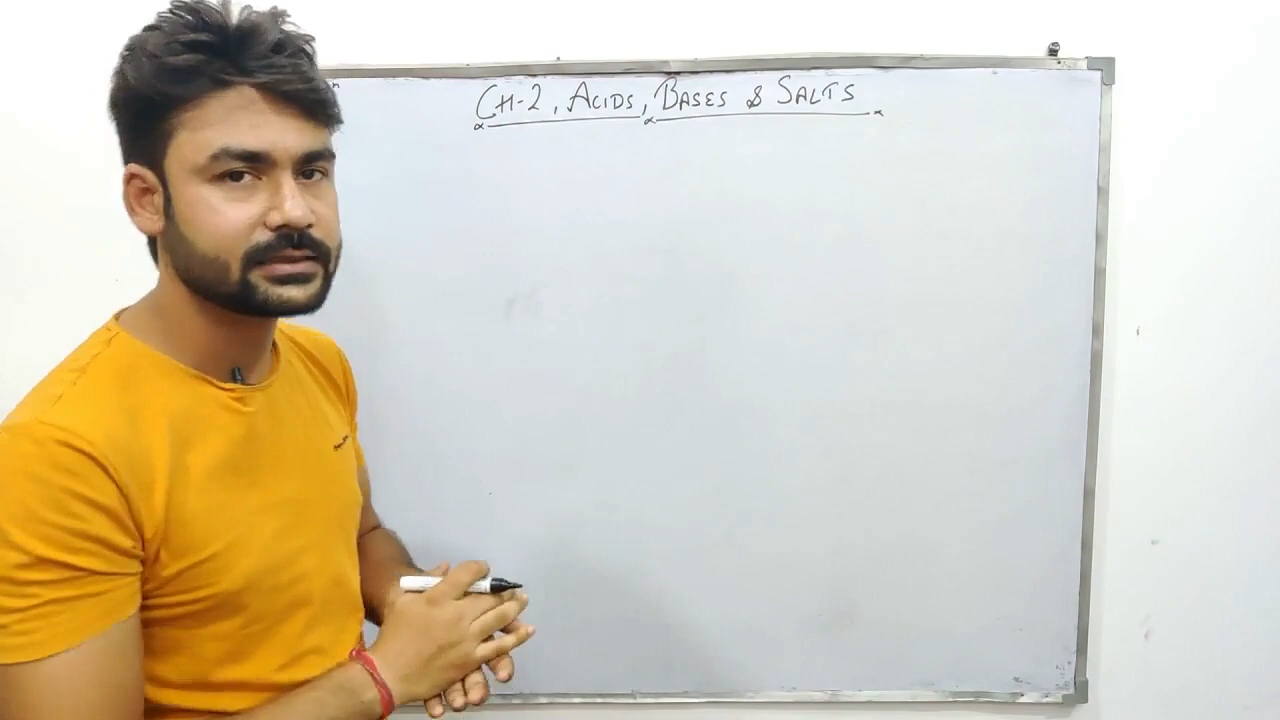 CH-2, ACIDS, BASES & SALTS